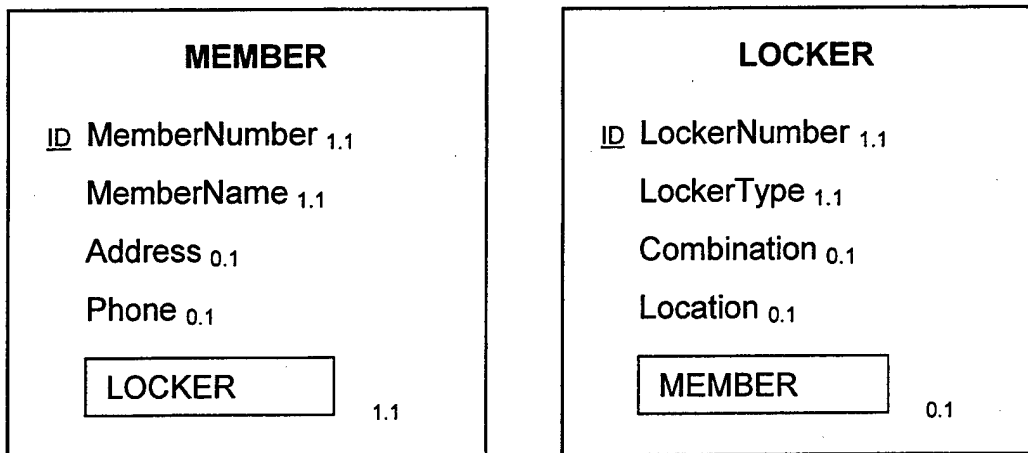 MEMBER
ID MemberNumber 1.1
MemberName 1.1
Address 0.1
Phone 0.1
LOCKER 1.1
LOCKER
ID LockerNumber 1.1
LockerType 1.1
Combination 0.1
Location 0.1
MEMBER 0.1